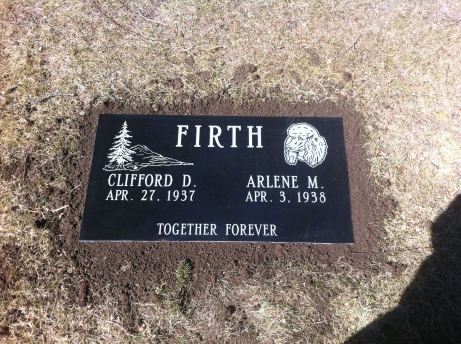 FIRTH
CLIFFORD D. ARLENE M.
APR. 27, 1937 APR. 3, 1938
TOGETHER FOREVER